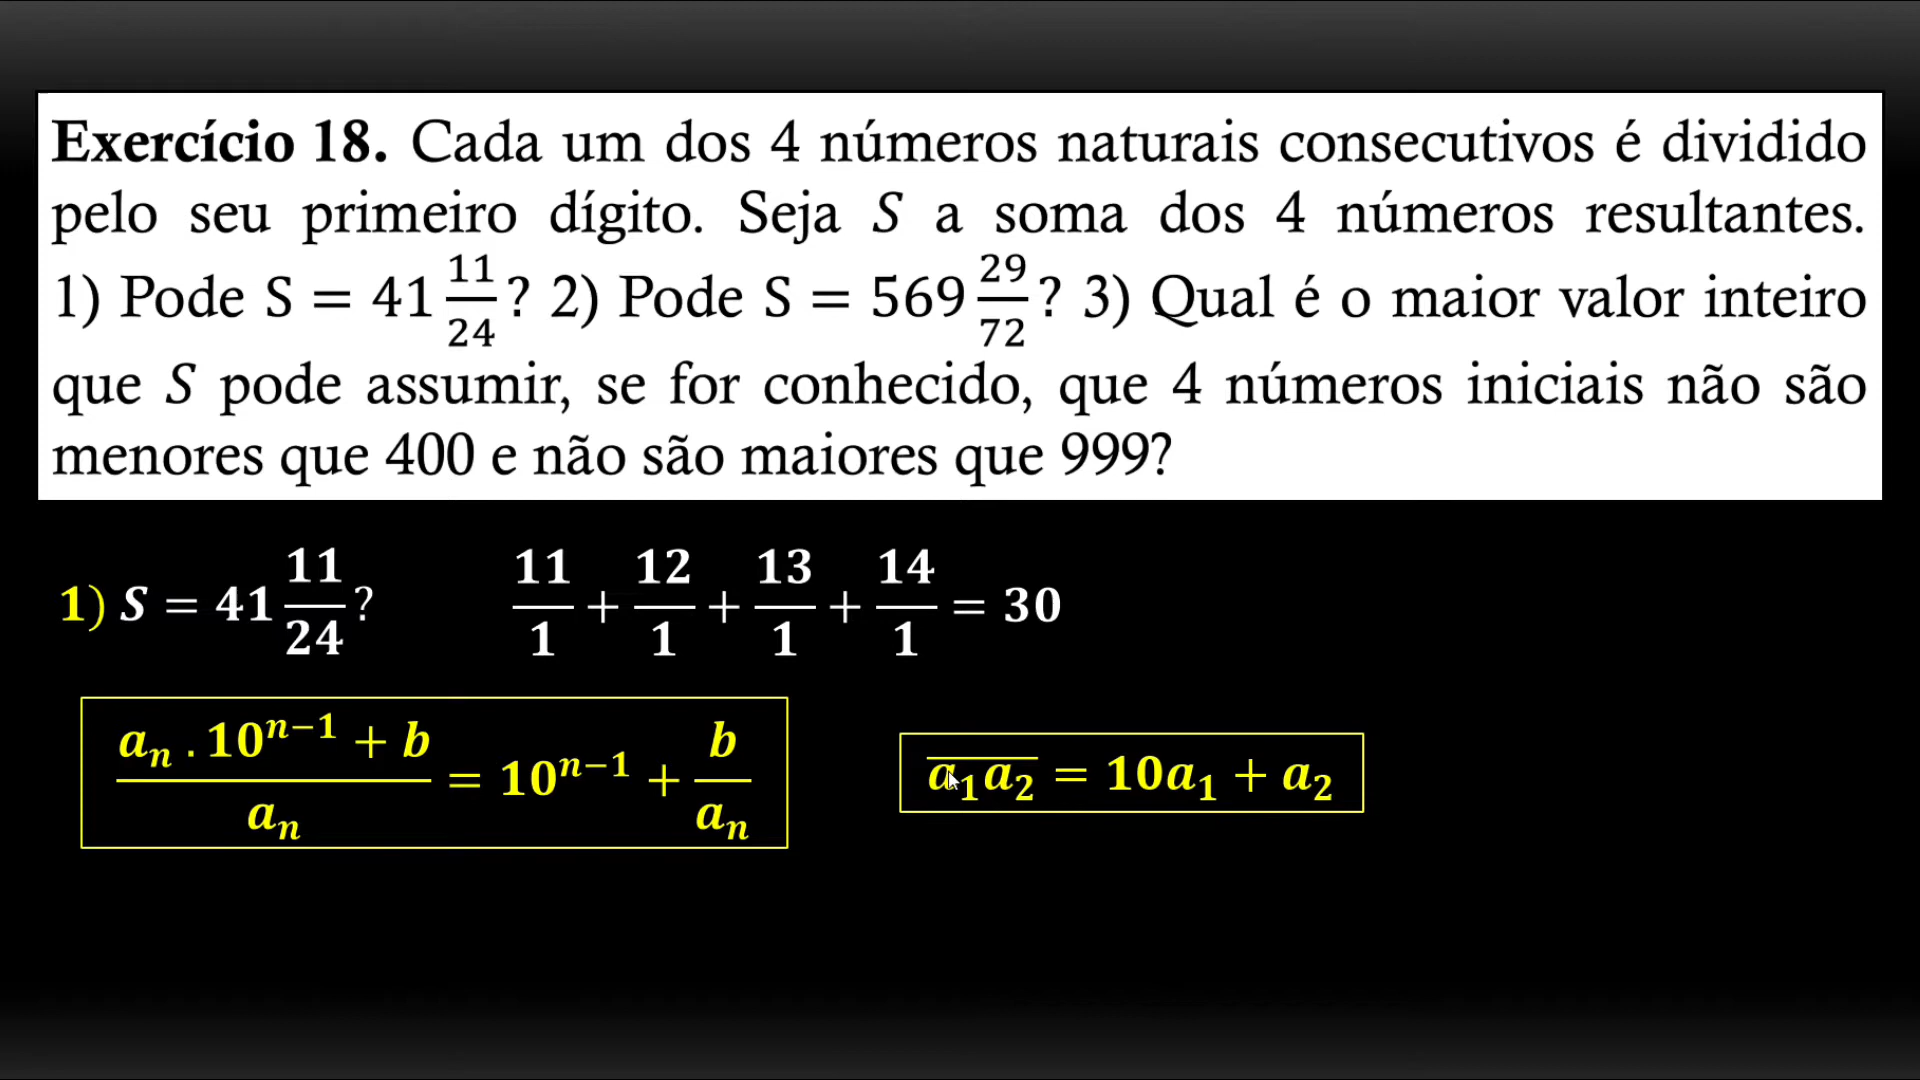 Exercício 18. Cada um dos 4 números naturais consecutivos é dividido
pelo seu primeiro dígito. Seja S a soma dos 4 números resultantes.
1) Pode S = 41 11/24 ? 2) Pode S = 569 29/72 ? 3) Qual é o maior valor inteiro
que S pode assumir, se for conhecido, que 4 números iniciais não são
menores que 400 e não são maiores que 999?
1) S = 41 11/24 ? 11/1 + 12/1 + 13/1 + 14/1 = 30
(aₙ . 10ⁿ⁻¹ + b)/aₙ = 10ⁿ⁻¹ + b/aₙ
a̅₁̅a̅₂̅ = 10a₁ + a₂